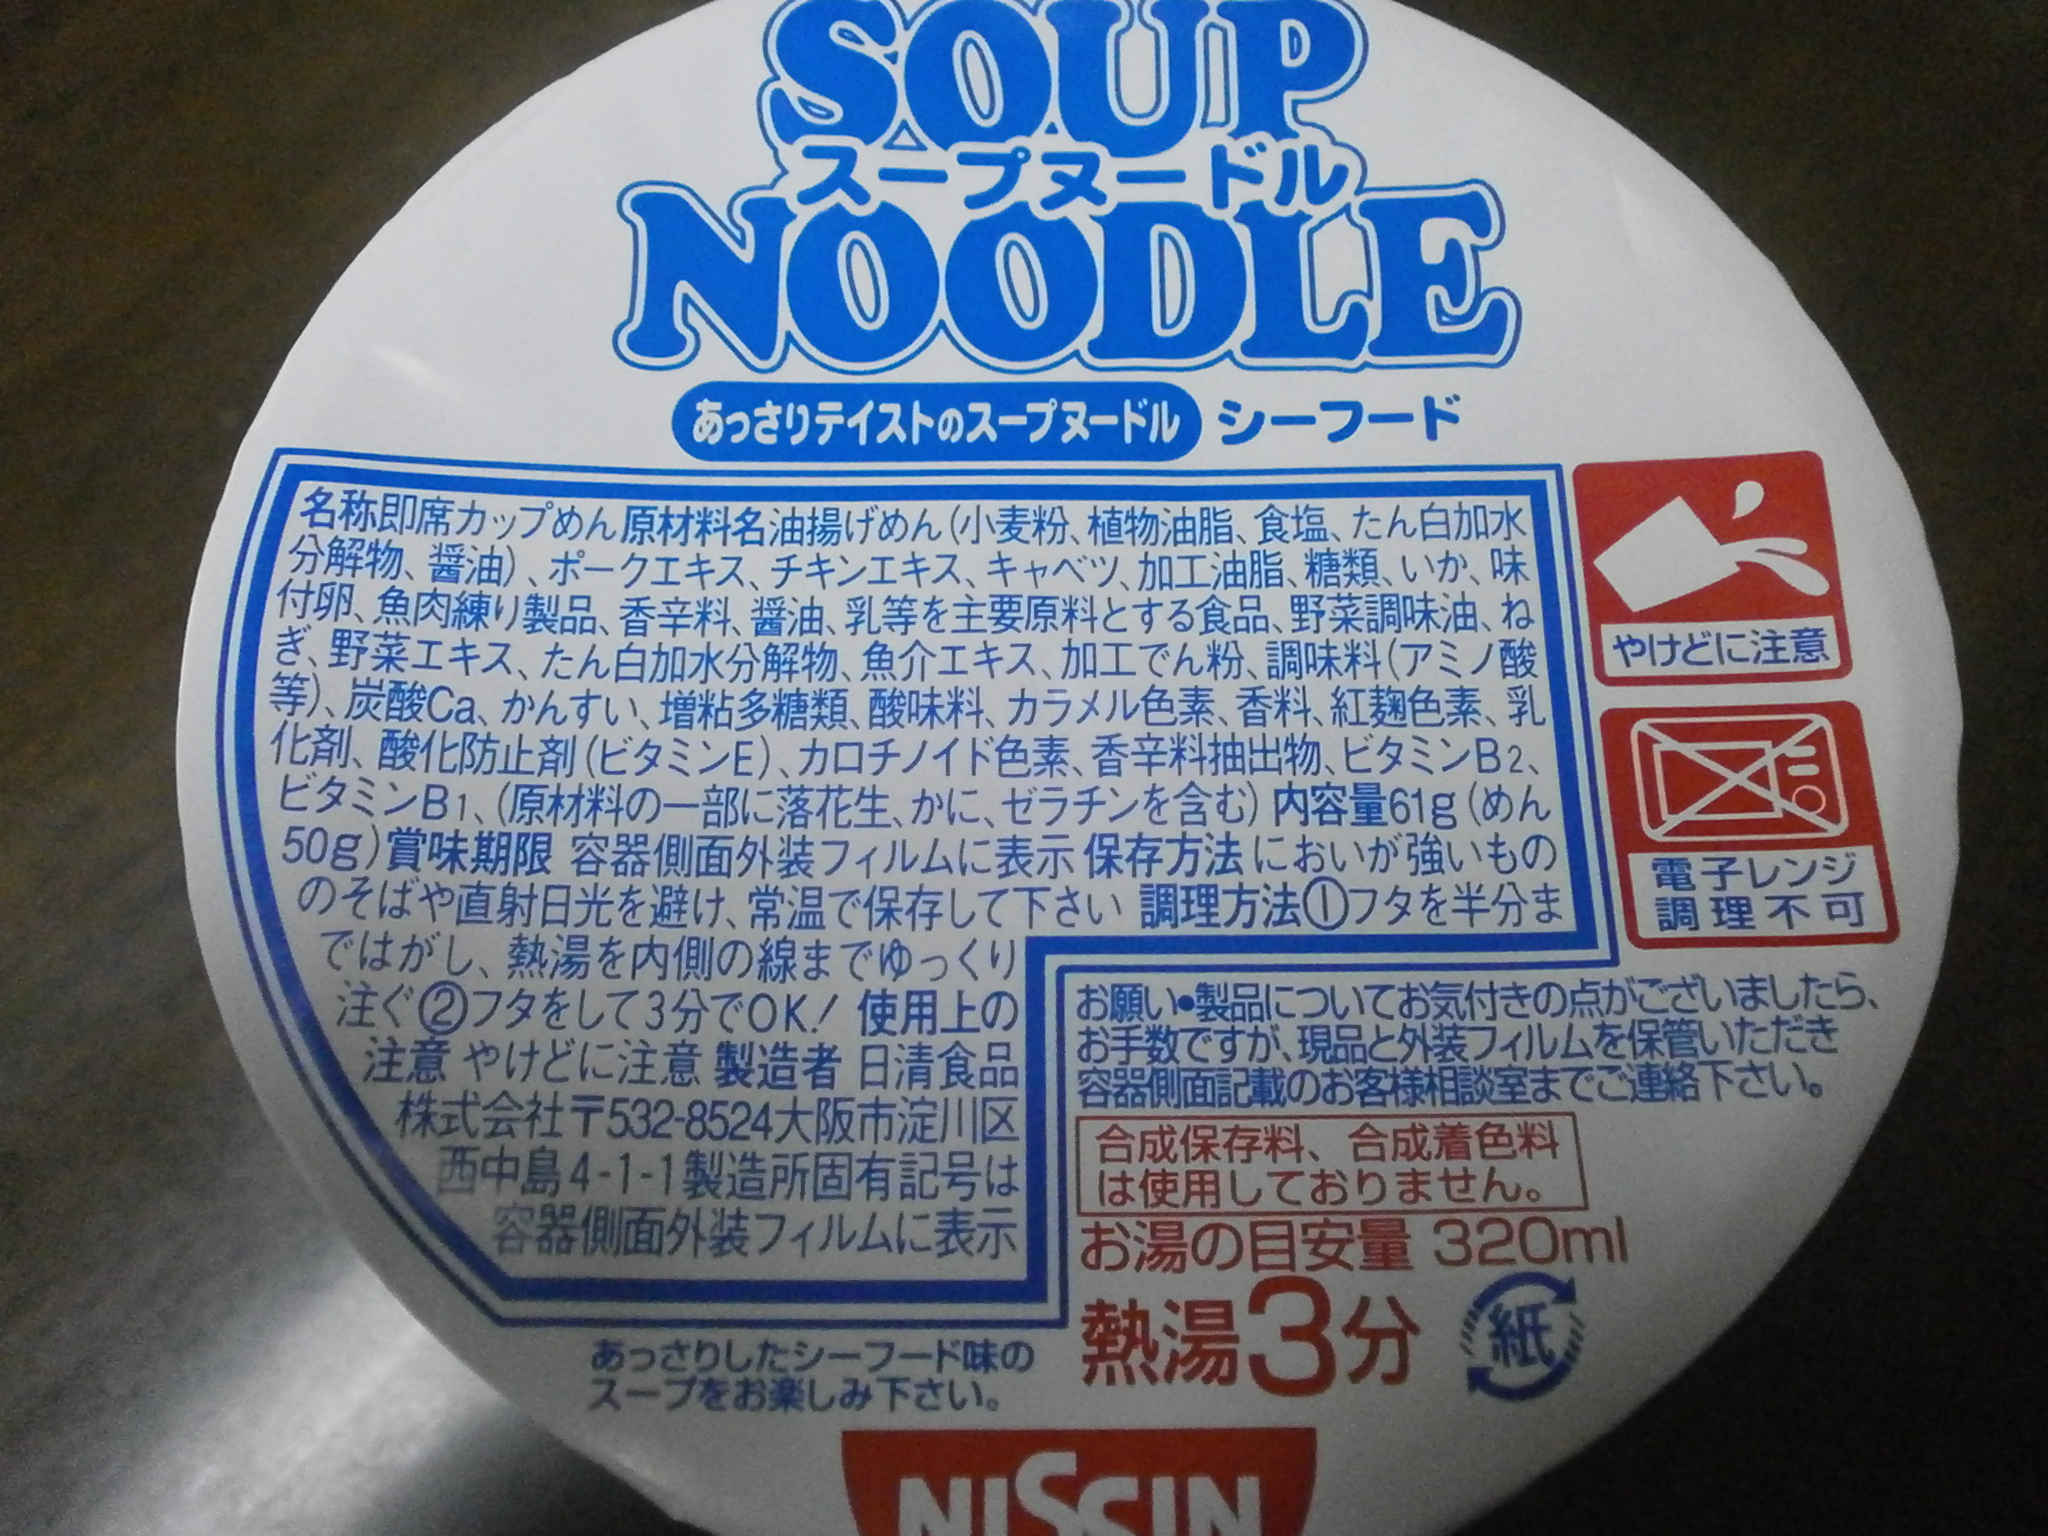 SOUP
スープヌードル
NOODLE
あっさりテイストのスープヌードル シーフード
名称即席カップめん原材料名油揚げめん(小麦粉、植物油脂、食塩、たん白加水
分解物、醤油)、ポークエキス、チキンエキス、キャベツ、加工油脂、糖類、いか、味
付卵、魚肉練り製品、香辛料、醤油、乳等を主要原料とする食品、野菜調味油、ね
ぎ、野菜エキス、たん白加水分解物、魚介エキス、加工でん粉、調味料(アミノ酸
等)、炭酸Ca、かんすい、増粘多糖類、酸味料、カラメル色素、香料、紅麹色素、乳
化剤、酸化防止剤(ビタミンE)、カロチノイド色素、香辛料抽出物、ビタミンB2、
ビタミンB1、(原材料の一部に落花生、かに、ゼラチンを含む)内容量61g(めん
50g)賞味期限 容器側面外装フィルムに表示 保存方法 においが強いもの
のそばや直射日光を避け、常温で保存して下さい 調理方法①フタを半分ま
ではがし、熱湯を内側の線までゆっくり
注ぐ②フタをして3分でOK! 使用上の
注意 やけどに注意 製造者 日清食品
株式会社〒532-8524大阪市淀川区
西中島4-1-1製造所固有記号は
容器側面外装フィルムに表示
やけどに注意
電子レンジ
調理不可
お願い•製品についてお気付きの点がございましたら、
お手数ですが、現品と外装フィルムを保管いただき
容器側面記載のお客様相談室までご連絡下さい。
合成保存料、合成着色料
は使用しておりません。
お湯の目安量 320ml
熱湯3分
紙
あっさりしたシーフード味の
スープをお楽しみ下さい。
NISSIN